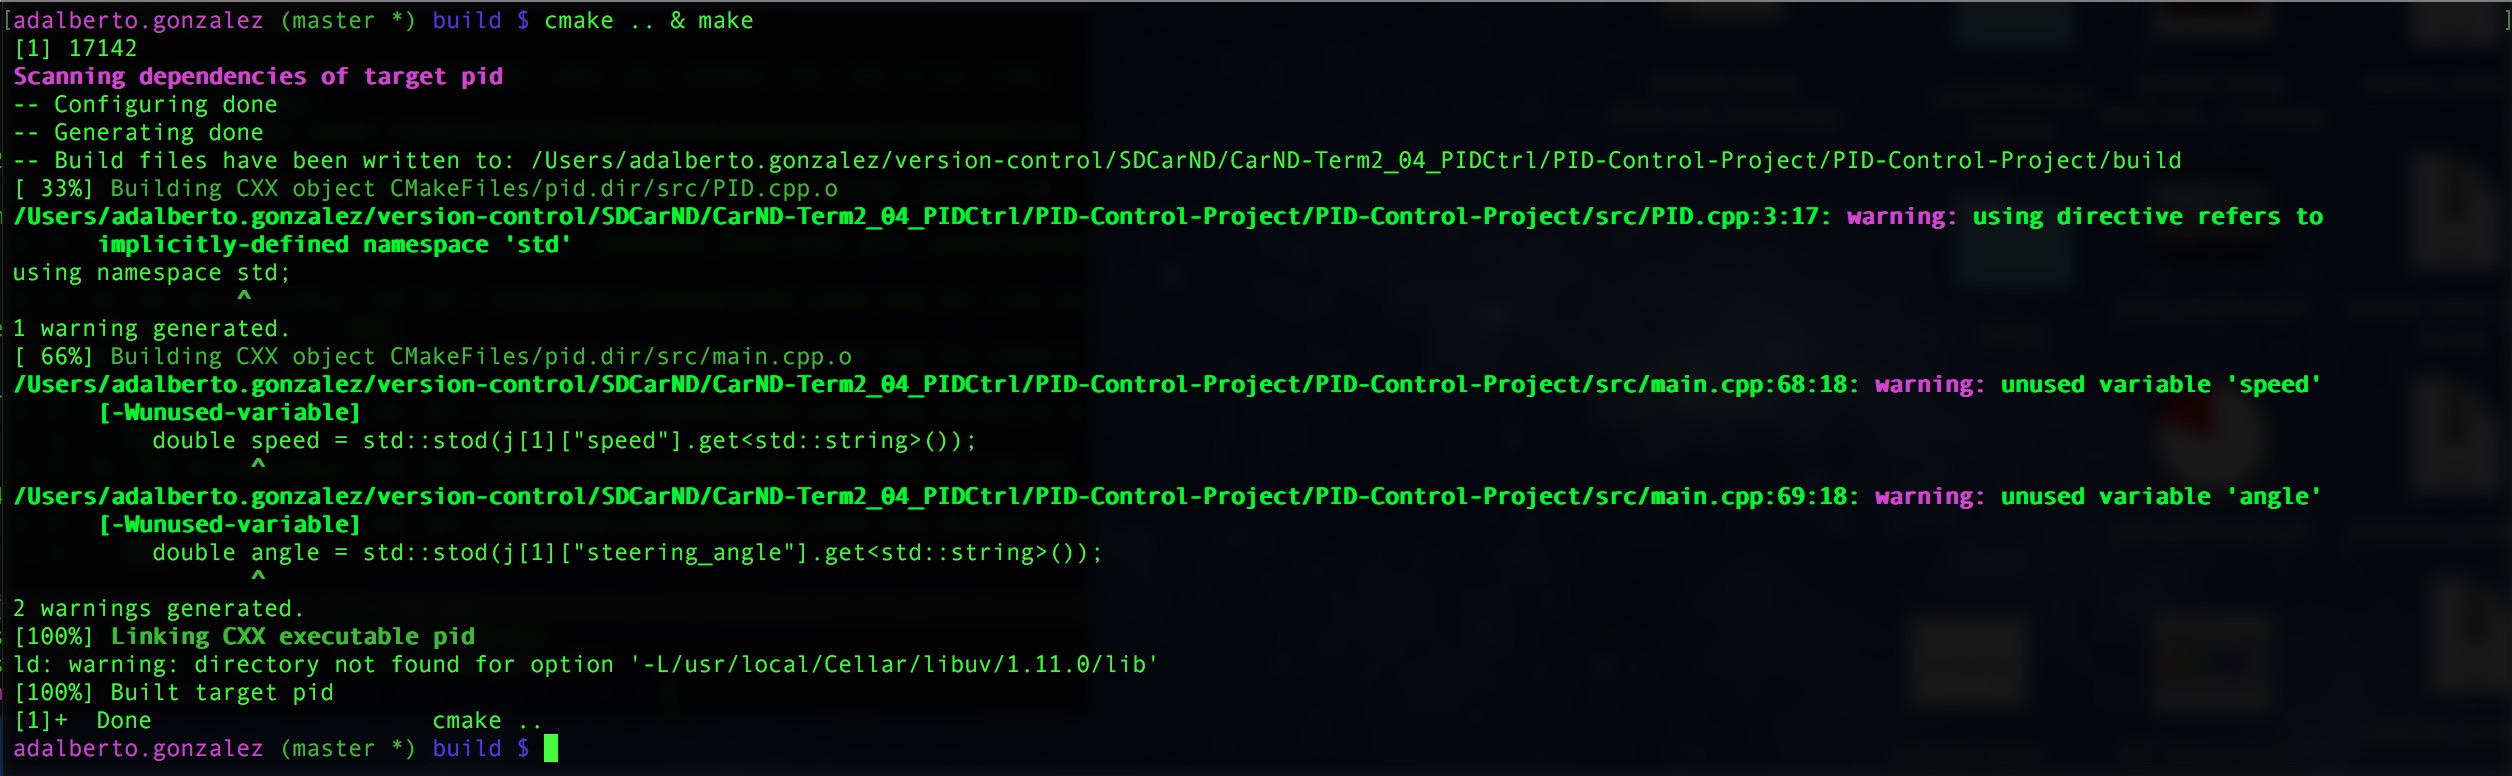 [adalberto.gonzalez (master *) build $ cmake .. & make ]
[1] 17142
Scanning dependencies of target pid
-- Configuring done
-- Generating done
-- Build files have been written to: /Users/adalberto.gonzalez/version-control/SDCarND/CarND-Term2_04_PIDCtrl/PID-Control-Project/PID-Control-Project/build
[ 33%] Building CXX object CMakeFiles/pid.dir/src/PID.cpp.o
/Users/adalberto.gonzalez/version-control/SDCarND/CarND-Term2_04_PIDCtrl/PID-Control-Project/PID-Control-Project/src/PID.cpp:3:17: warning: using directive refers to
      implicitly-defined namespace 'std'
using namespace std;
                ^
1 warning generated.
[ 66%] Building CXX object CMakeFiles/pid.dir/src/main.cpp.o
/Users/adalberto.gonzalez/version-control/SDCarND/CarND-Term2_04_PIDCtrl/PID-Control-Project/PID-Control-Project/src/main.cpp:68:18: warning: unused variable 'speed'
      [-Wunused-variable]
          double speed = std::stod(j[1]["speed"].get<std::string>());
                 ^
/Users/adalberto.gonzalez/version-control/SDCarND/CarND-Term2_04_PIDCtrl/PID-Control-Project/PID-Control-Project/src/main.cpp:69:18: warning: unused variable 'angle'
      [-Wunused-variable]
          double angle = std::stod(j[1]["steering_angle"].get<std::string>());
                 ^
2 warnings generated.
[100%] Linking CXX executable pid
ld: warning: directory not found for option '-L/usr/local/Cellar/libuv/1.11.0/lib'
[100%] Built target pid
[1]+  Done                    cmake ..
adalberto.gonzalez (master *) build $